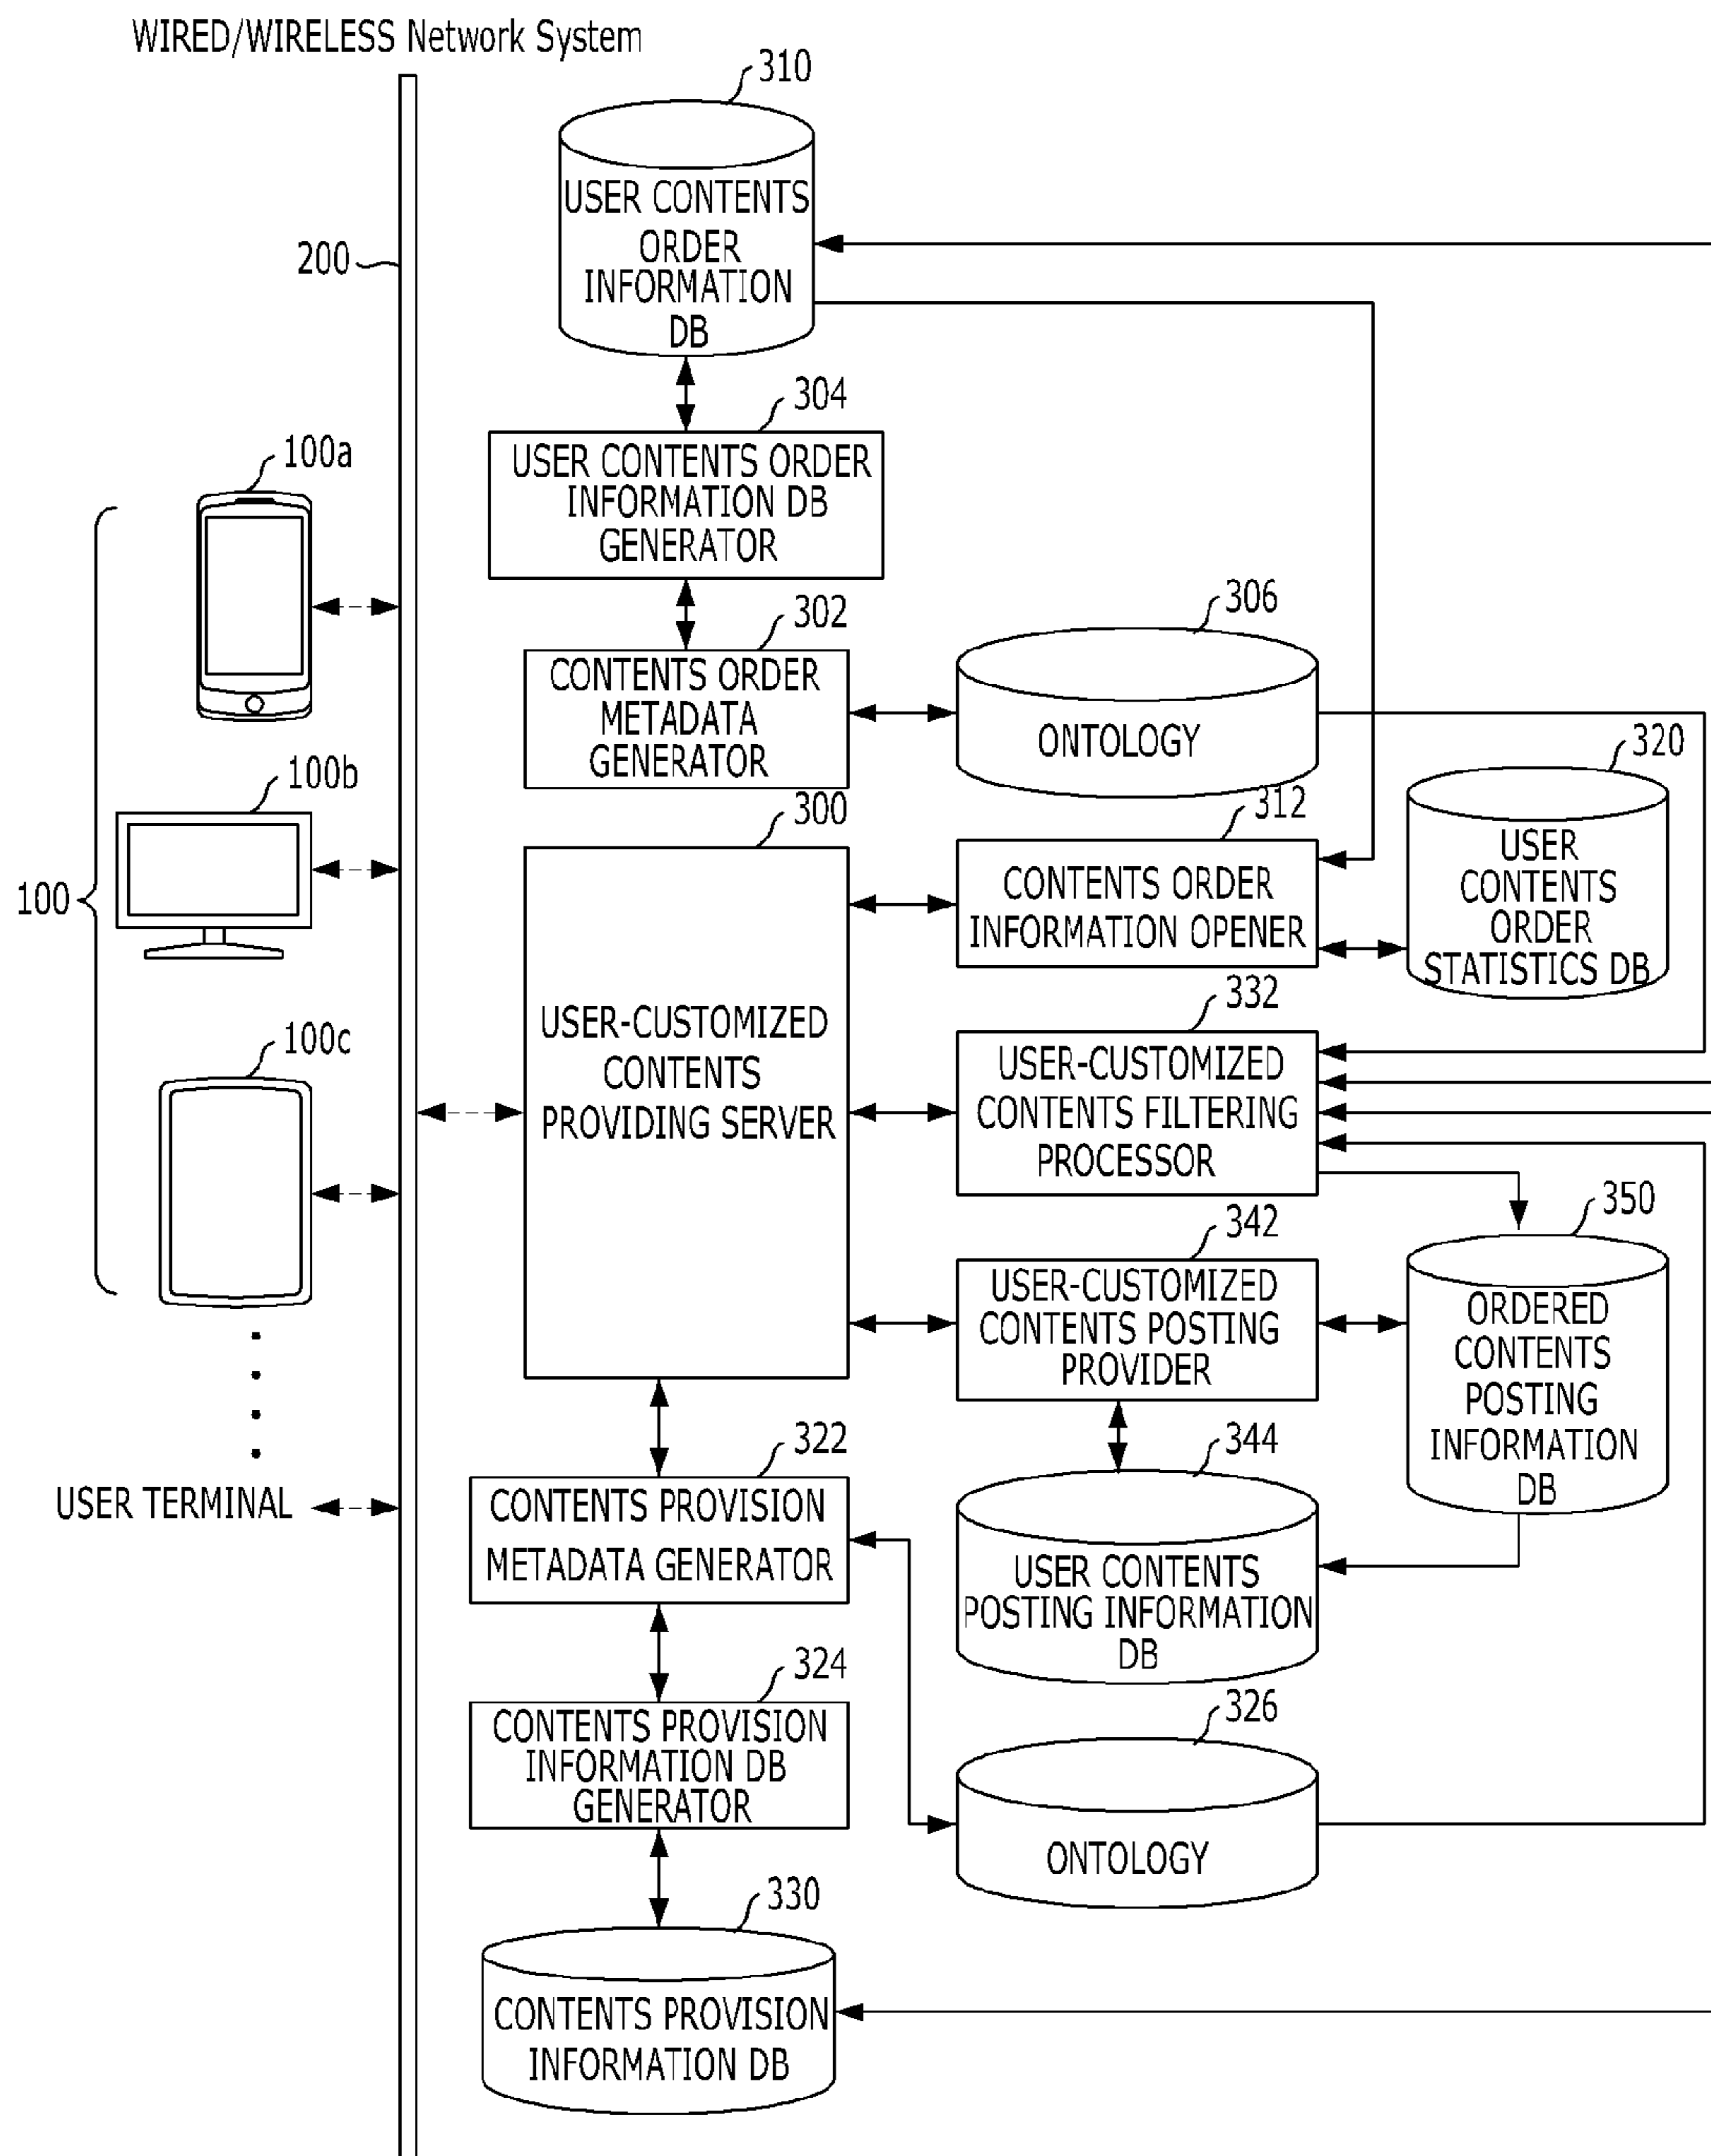 WIRED/WIRELESS Network System
310
USER CONTENTS
ORDER
INFORMATION
DB
200
304
USER CONTENTS ORDER
INFORMATION DB
GENERATOR
100a
302
CONTENTS ORDER
METADATA
GENERATOR
306
ONTOLOGY
320
USER
CONTENTS
ORDER
STATISTICS DB
100b
100
300
USER-CUSTOMIZED
CONTENTS
PROVIDING SERVER
312
CONTENTS ORDER
INFORMATION OPENER
332
USER-CUSTOMIZED
CONTENTS FILTERING
PROCESSOR
100c
342
USER-CUSTOMIZED
CONTENTS POSTING
PROVIDER
350
ORDERED
CONTENTS
POSTING
INFORMATION
DB
USER TERMINAL
322
CONTENTS PROVISION
METADATA GENERATOR
344
USER CONTENTS
POSTING INFORMATION
DB
324
CONTENTS PROVISION
INFORMATION DB
GENERATOR
326
ONTOLOGY
330
CONTENTS PROVISION
INFORMATION DB